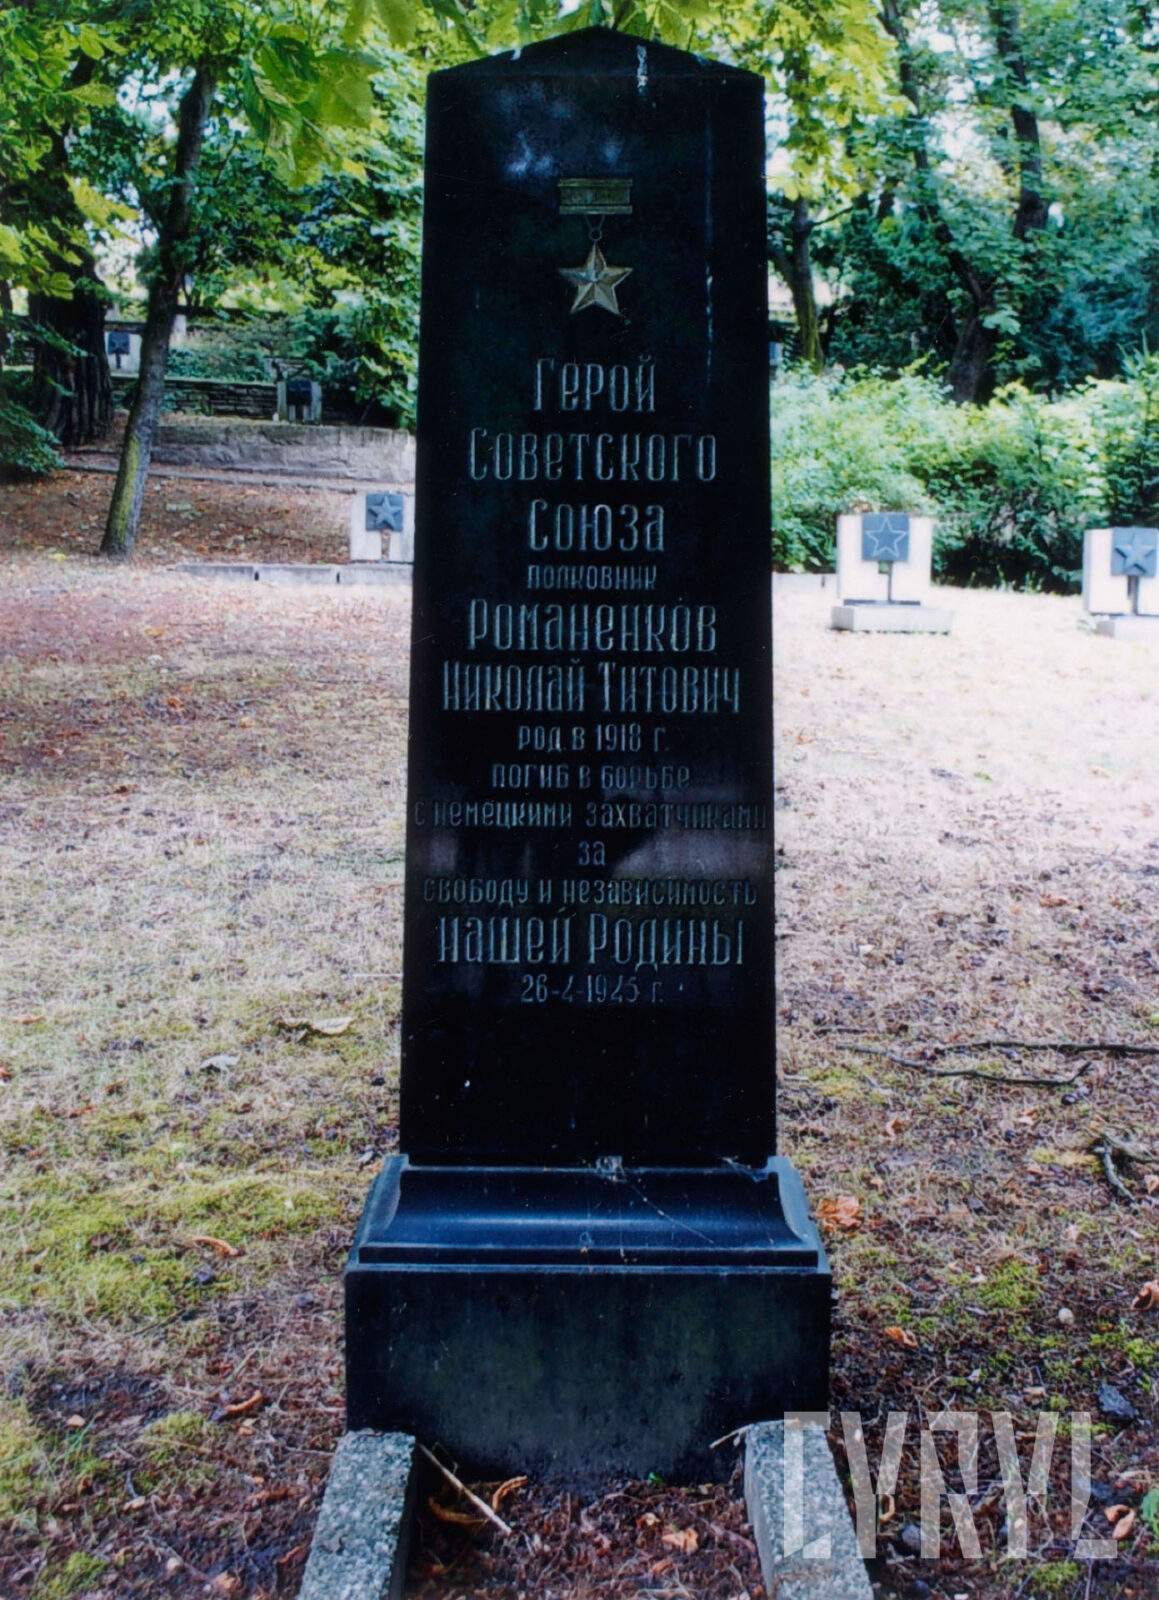 Герой
Советского
Союза
полковник
Романенков
Николай Титович
род. в 1918 г.
погиб в борьбе
с немецкими захватчиками
за
свободу и независимость
нашей Родины
26-4-1945 г.
CYRYL